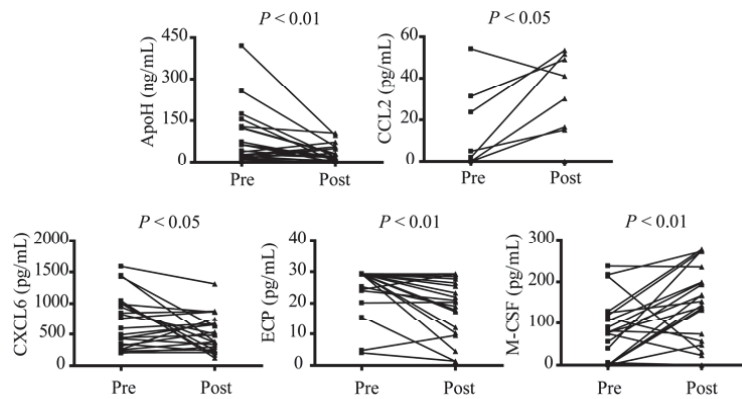 P < 0.01
ApoH (ng/mL)
450
300
150
0
Pre Post
P < 0.05
CCL2 (pg/mL)
60
40
20
0
Pre Post
P < 0.05
CXCL6 (pg/mL)
2000
1500
1000
500
0
Pre Post
P < 0.01
ECP (pg/mL)
40
30
20
10
0
Pre Post
P < 0.01
M-CSF (pg/mL)
300
200
100
0
Pre Post